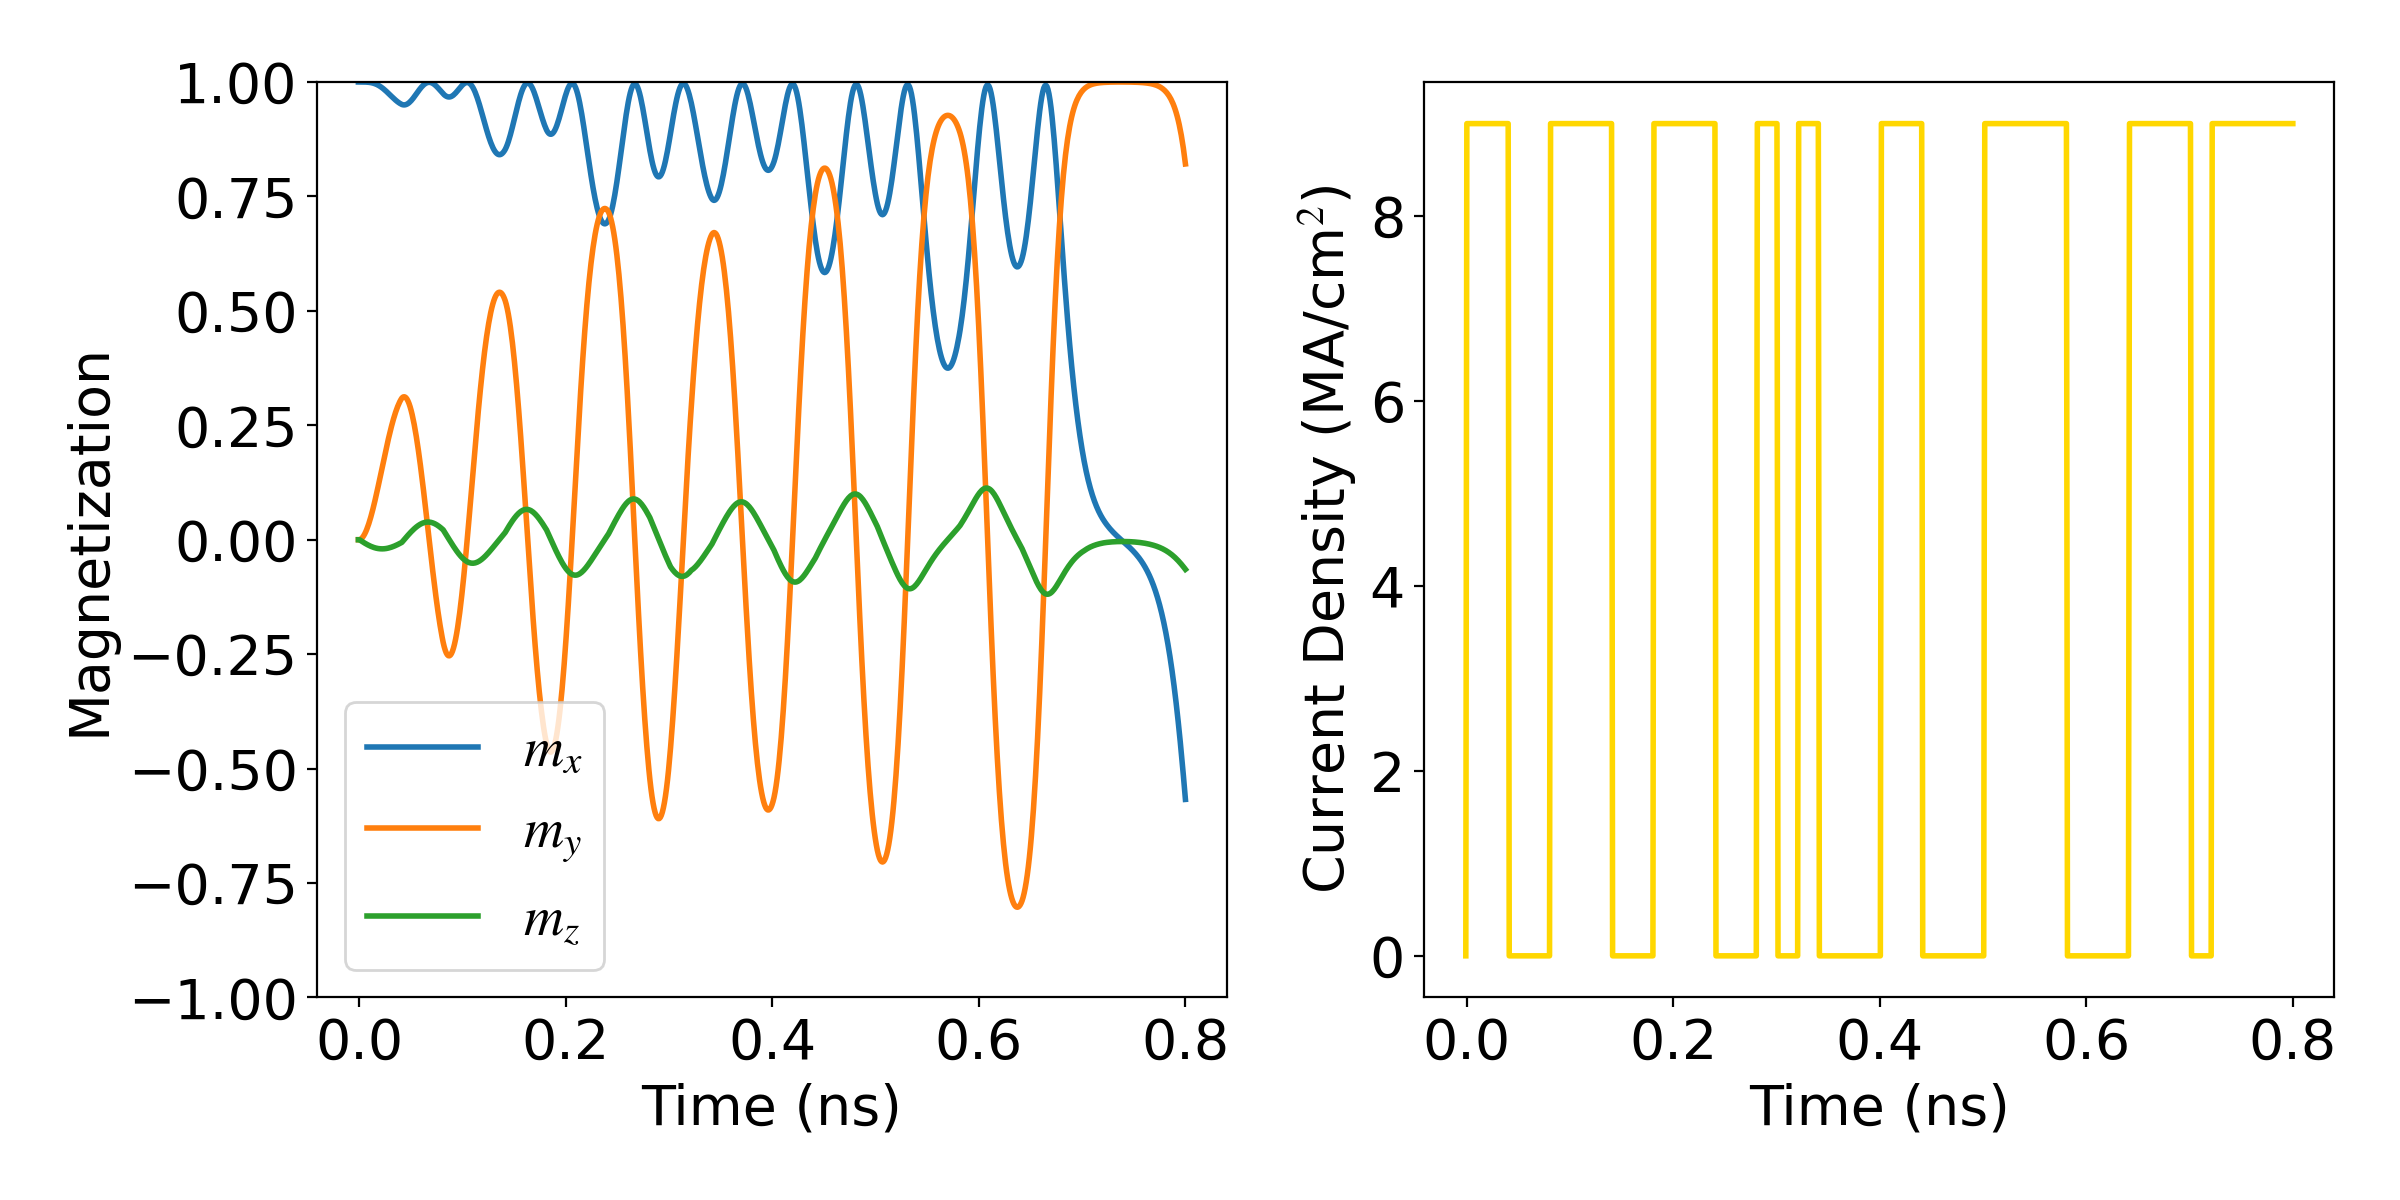 Magnetization
1.00
0.75
0.50
0.25
0.00
−0.25
−0.50
−0.75
−1.00
m_x
m_y
m_z
0.0 0.2 0.4 0.6 0.8
Time (ns)
Current Density (MA/cm²)
8
6
4
2
0
0.0 0.2 0.4 0.6 0.8
Time (ns)